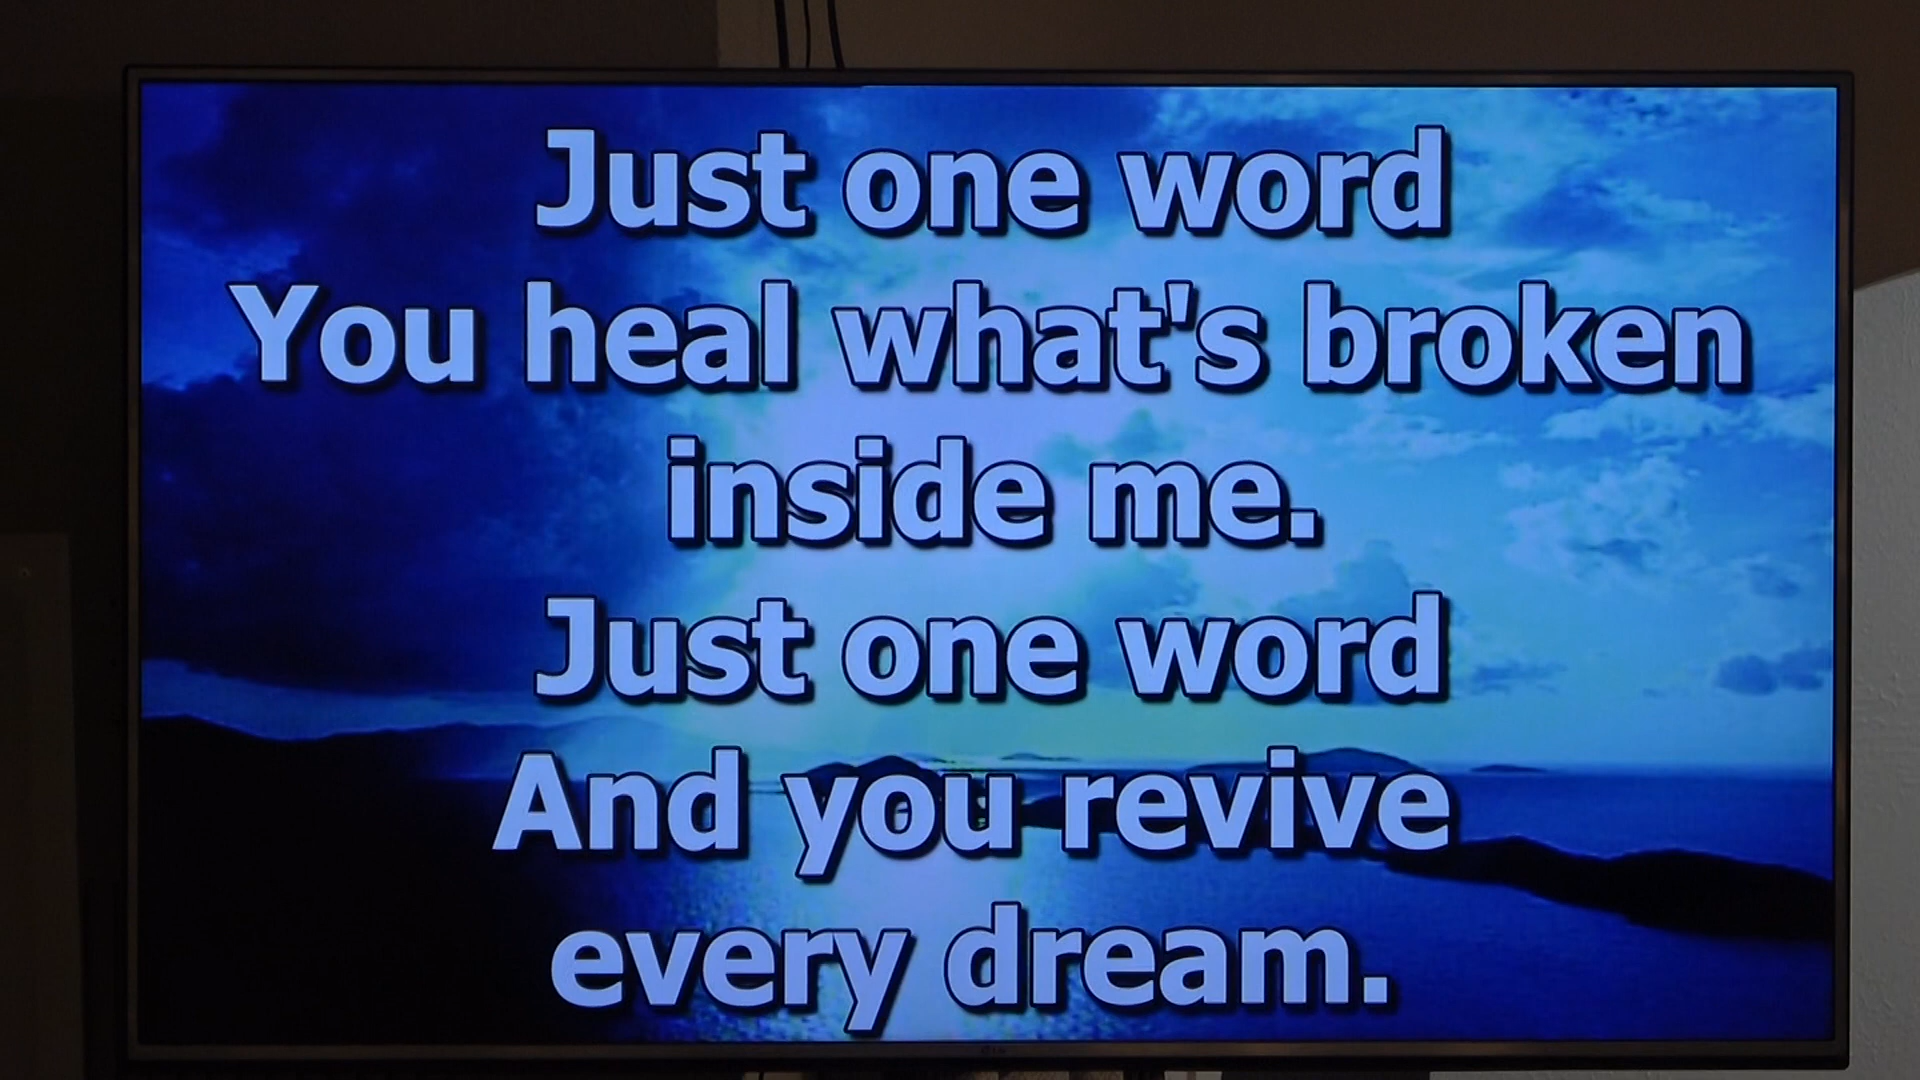 Just one word
You heal what's broken
inside me.
Just one word
And you revive
every dream.